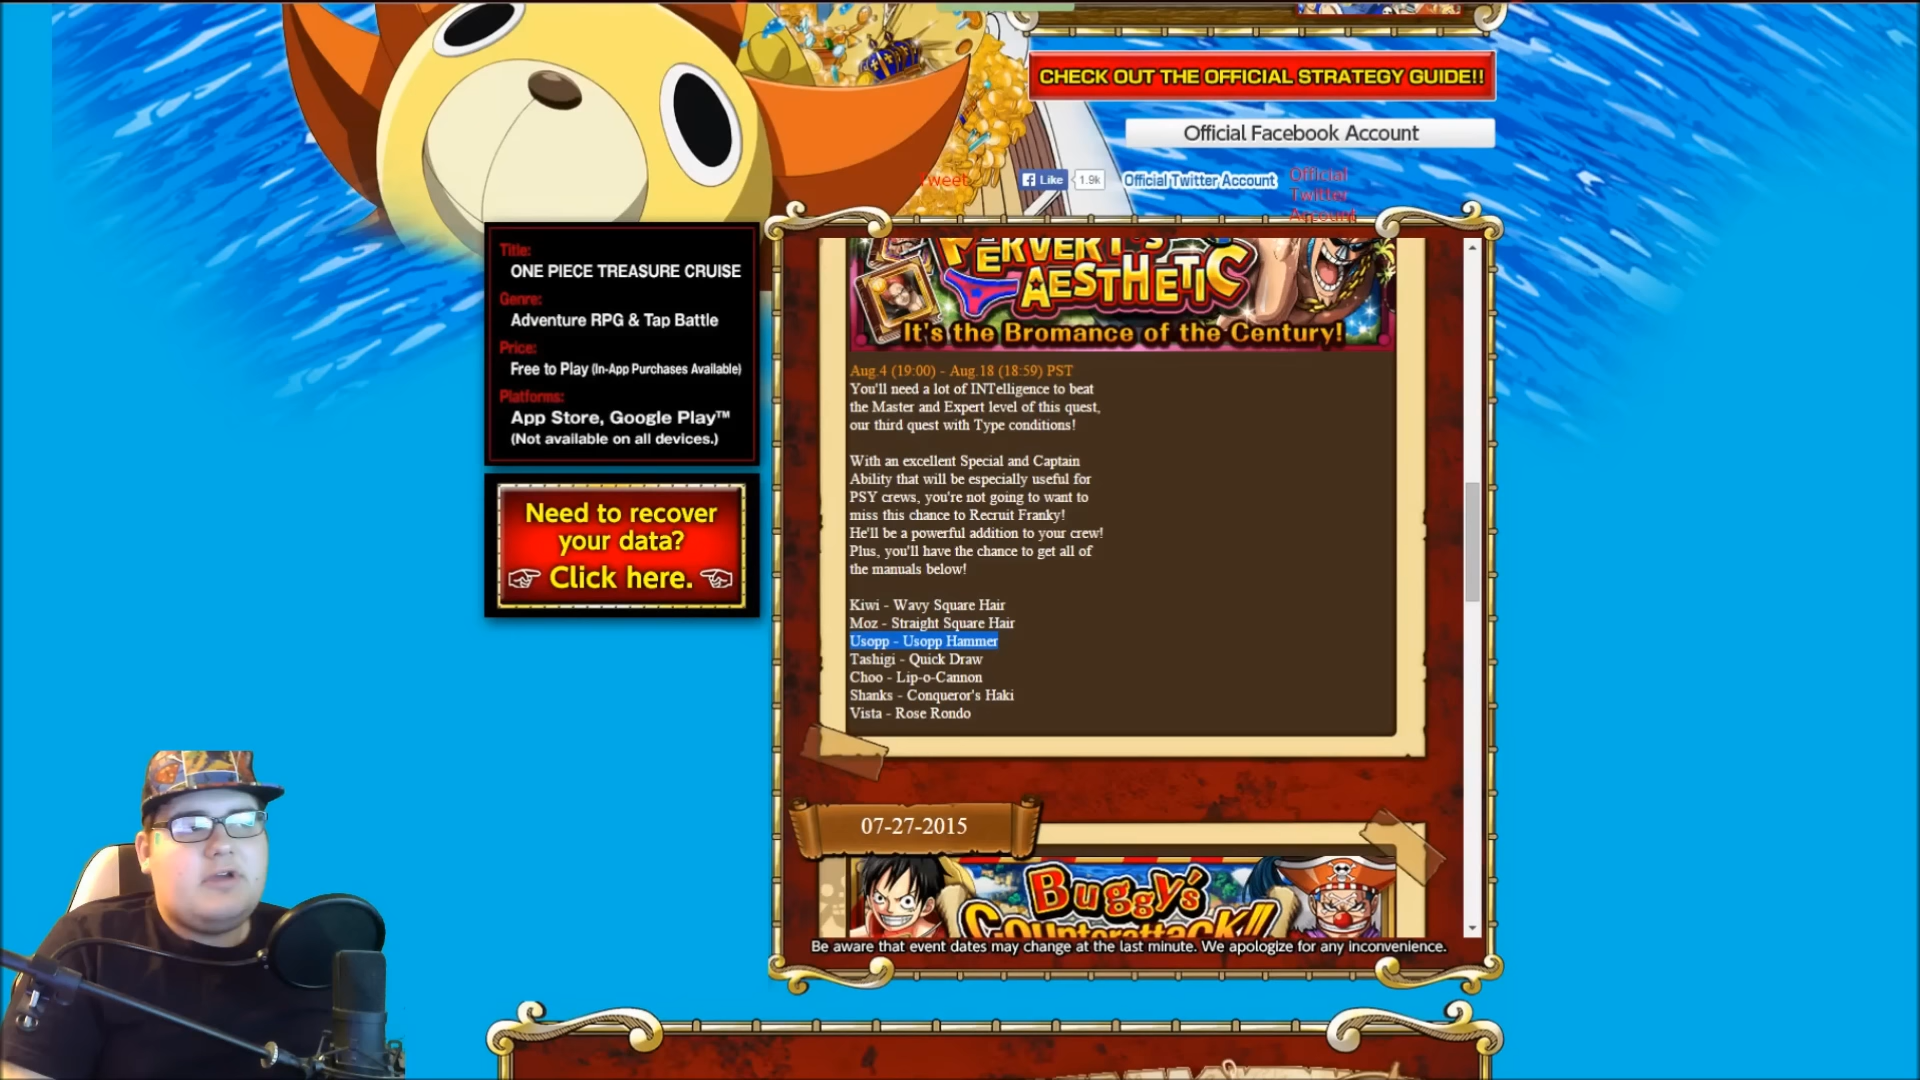 CHECK OUT THE OFFICIAL STRATEGY GUIDE!!
Official Facebook Account
Tweet
Like
1.9k
Official Twitter Account
Official
Twitter
Account
Title:
ONE PIECE TREASURE CRUISE
Genre:
Adventure RPG & Tap Battle
Price:
Free to Play (In-App Purchases Available)
Platforms:
App Store, Google Play™
(Not available on all devices.)
Need to recover
your data?
Click here.
PERVERT'S
AESTHETIC
It's the Bromance of the Century!
Aug.4 (19:00) - Aug.18 (18:59) PST
You'll need a lot of INTelligence to beat
the Master and Expert level of this quest,
our third quest with Type conditions!
With an excellent Special and Captain
Ability that will be especially useful for
PSY crews, you're not going to want to
miss this chance to Recruit Franky!
He'll be a powerful addition to your crew!
Plus, you'll have the chance to get all of
the manuals below!
Kiwi - Wavy Square Hair
Moz - Straight Square Hair
Usopp - Usopp Hammer
Tashigi - Quick Draw
Choo - Lip-o-Cannon
Shanks - Conqueror's Haki
Vista - Rose Rondo
07-27-2015
Buggy's
Counterattack!!
Be aware that event dates may change at the last minute. We apologize for any inconvenience.